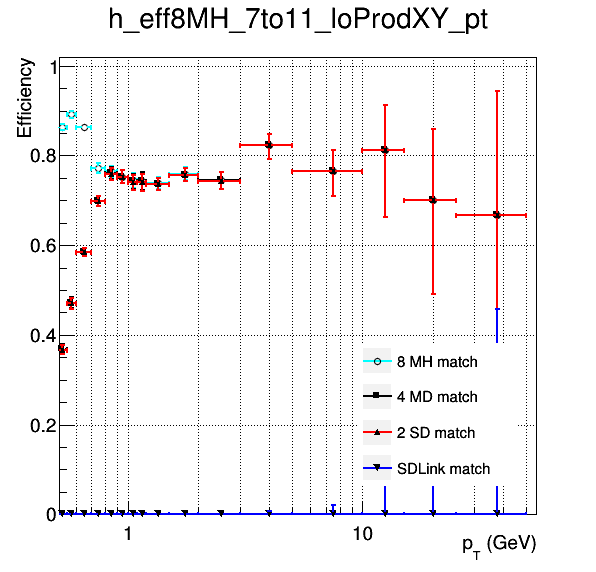 h_eff8MH_7to11_loProdXY_pt
Efficiency
1
0.8
0.6
0.4
0.2
0
8 MH match
4 MD match
2 SD match
SDLink match
1
10
p_T (GeV)